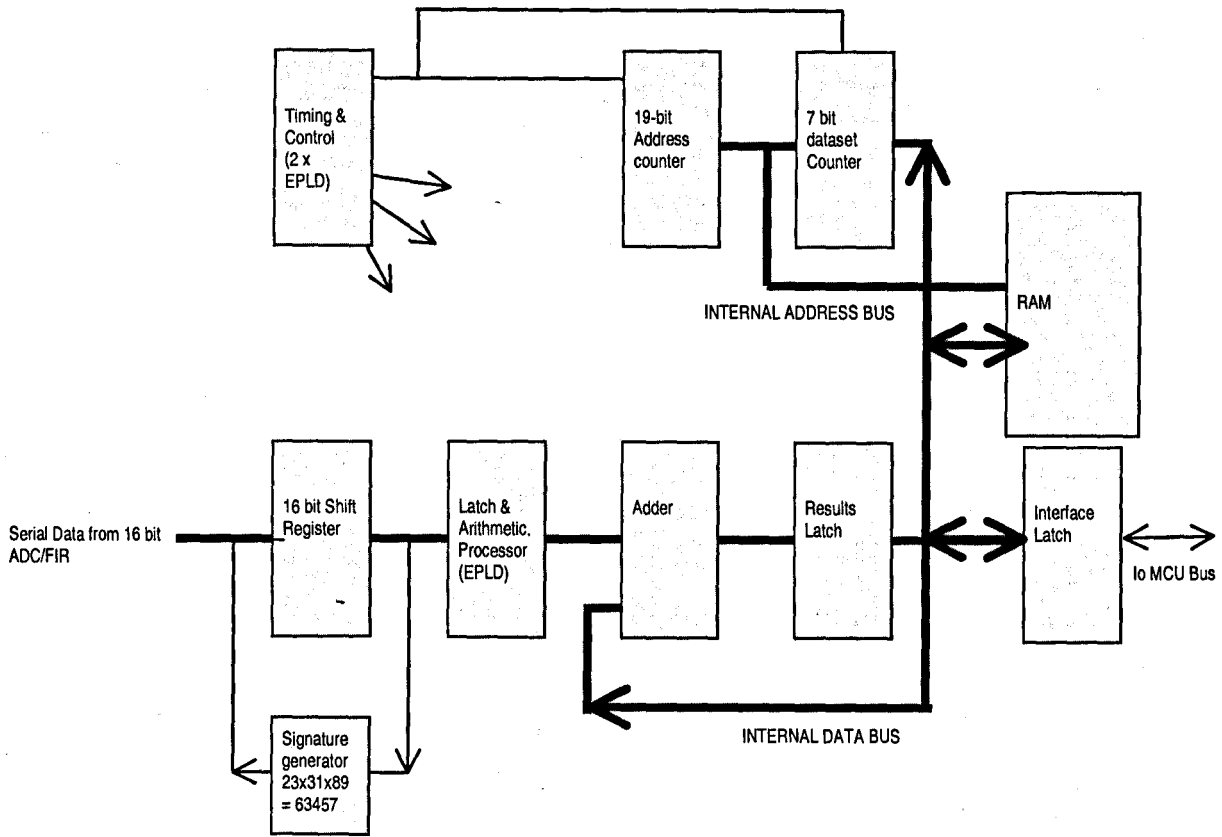 Timing &
Control
(2 x
EPLD)
19-bit
Address
counter
7 bit
dataset
Counter
RAM
INTERNAL ADDRESS BUS
Serial Data from 16 bit
ADC/FIR
16 bit Shift
Register
Latch &
Arithmetic.
Processor
(EPLD)
Adder
Results
Latch
Interface
Latch
Io MCU Bus
INTERNAL DATA BUS
Signature
generator
23x31x89
= 63457